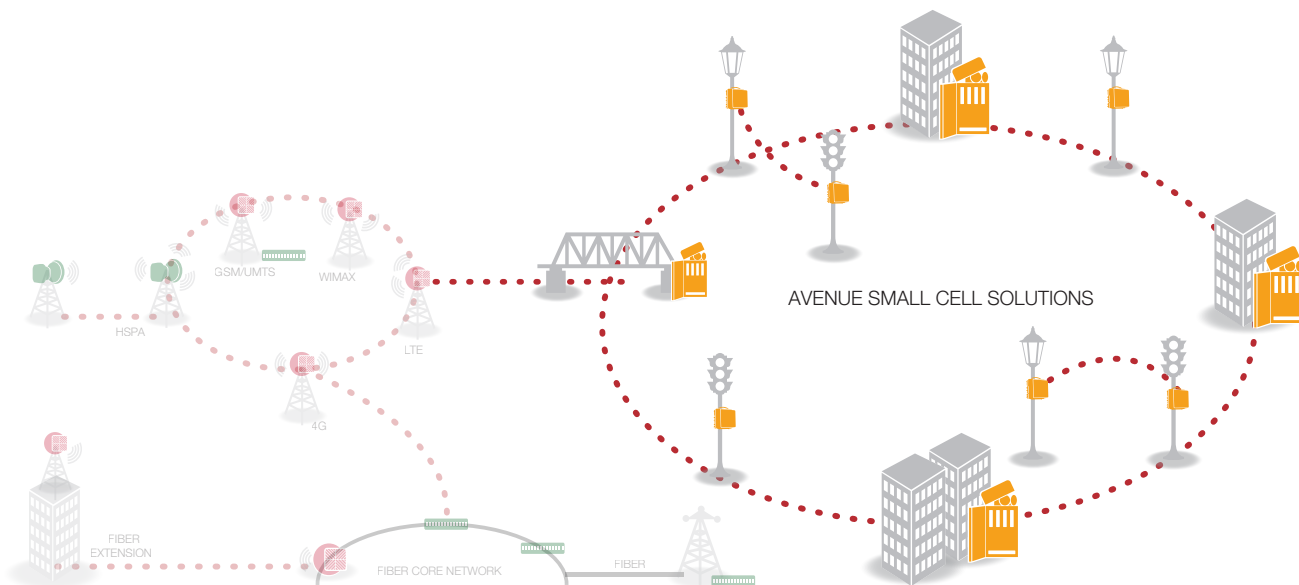 GSM/UMTS
WIMAX
HSPA
LTE
4G
AVENUE SMALL CELL SOLUTIONS
FIBER
EXTENSION
FIBER CORE NETWORK
FIBER